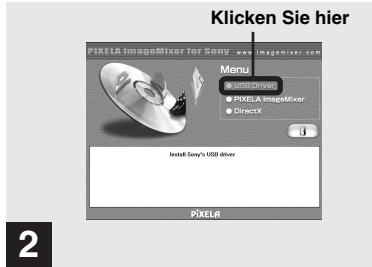 Klicken Sie hier
PIXELA ImageMixer for Sony www.imagemixer.com
Menu
USB Driver
PIXELA ImageMixer
DirectX
Install Sony's USB driver
PIXELA
2